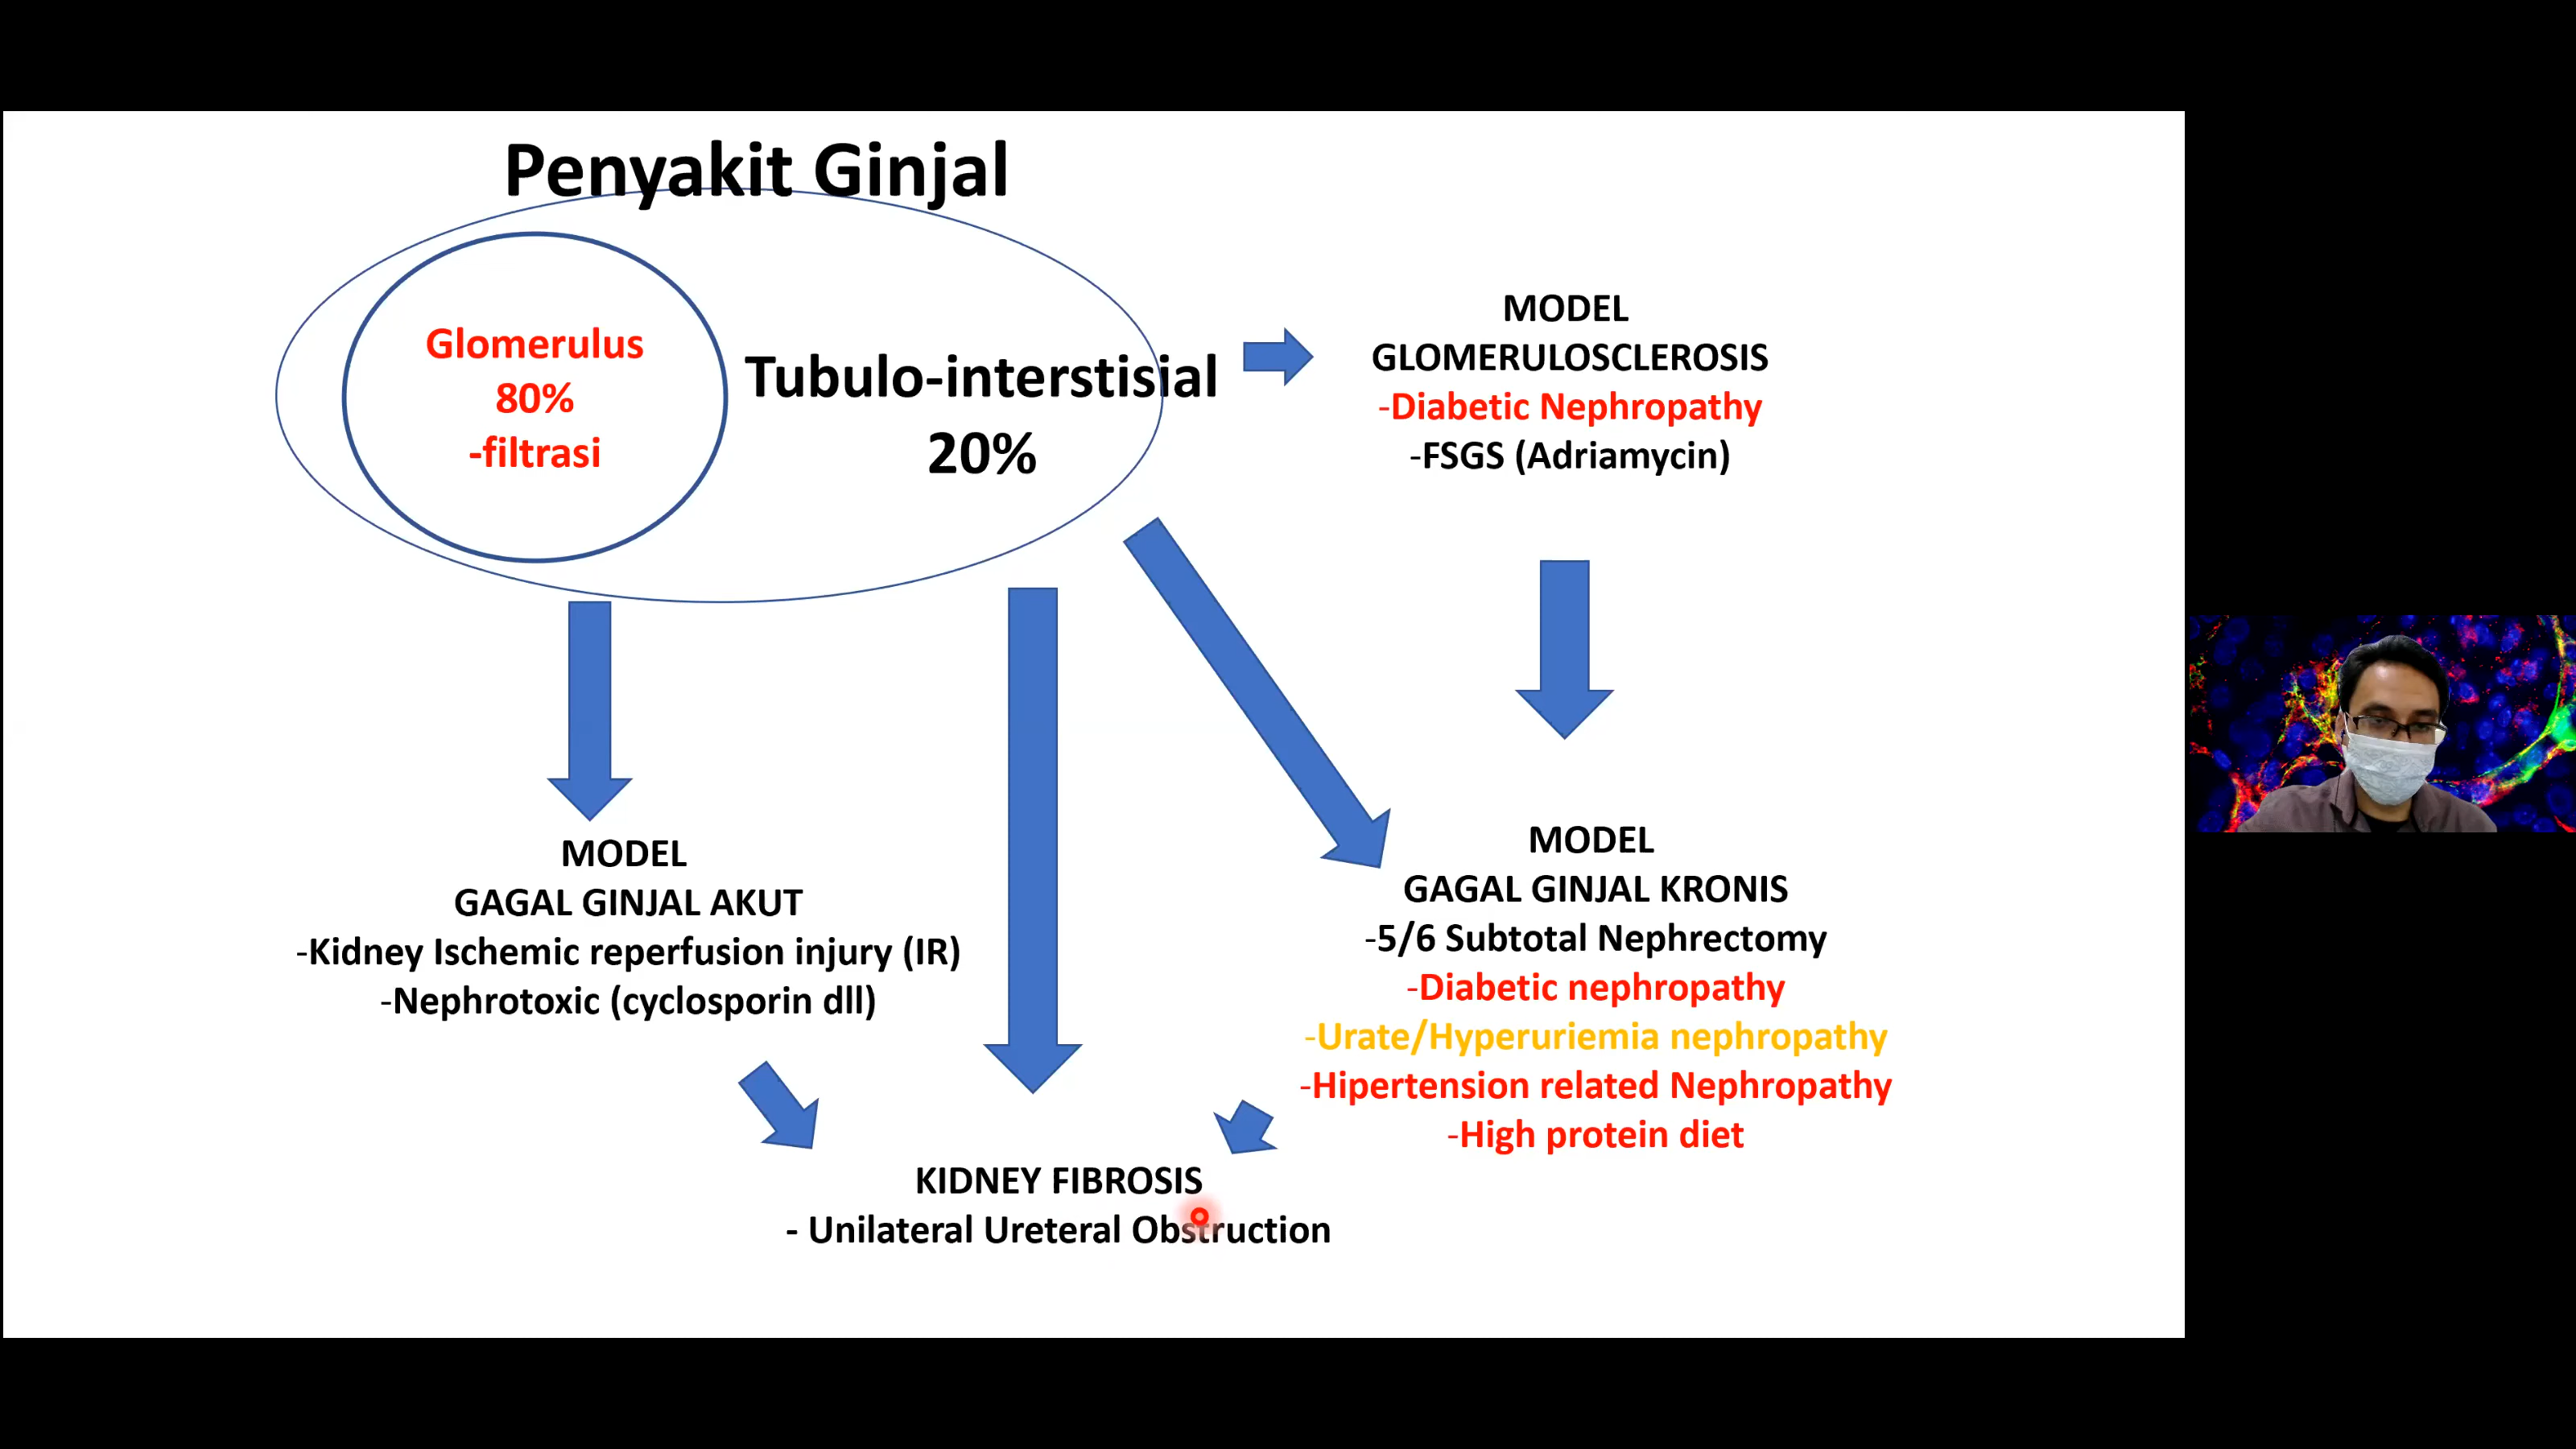 Penyakit Ginjal
Glomerulus
80%
-filtrasi
Tubulo-interstisial
20%
MODEL
GLOMERULOSCLEROSIS
-Diabetic Nephropathy
-FSGS (Adriamycin)
MODEL
GAGAL GINJAL AKUT
-Kidney Ischemic reperfusion injury (IR)
-Nephrotoxic (cyclosporin dll)
MODEL
GAGAL GINJAL KRONIS
-5/6 Subtotal Nephrectomy
-Diabetic nephropathy
-Urate/Hyperuriemia nephropathy
-Hipertension related Nephropathy
-High protein diet
KIDNEY FIBROSIS
- Unilateral Ureteral Obstruction